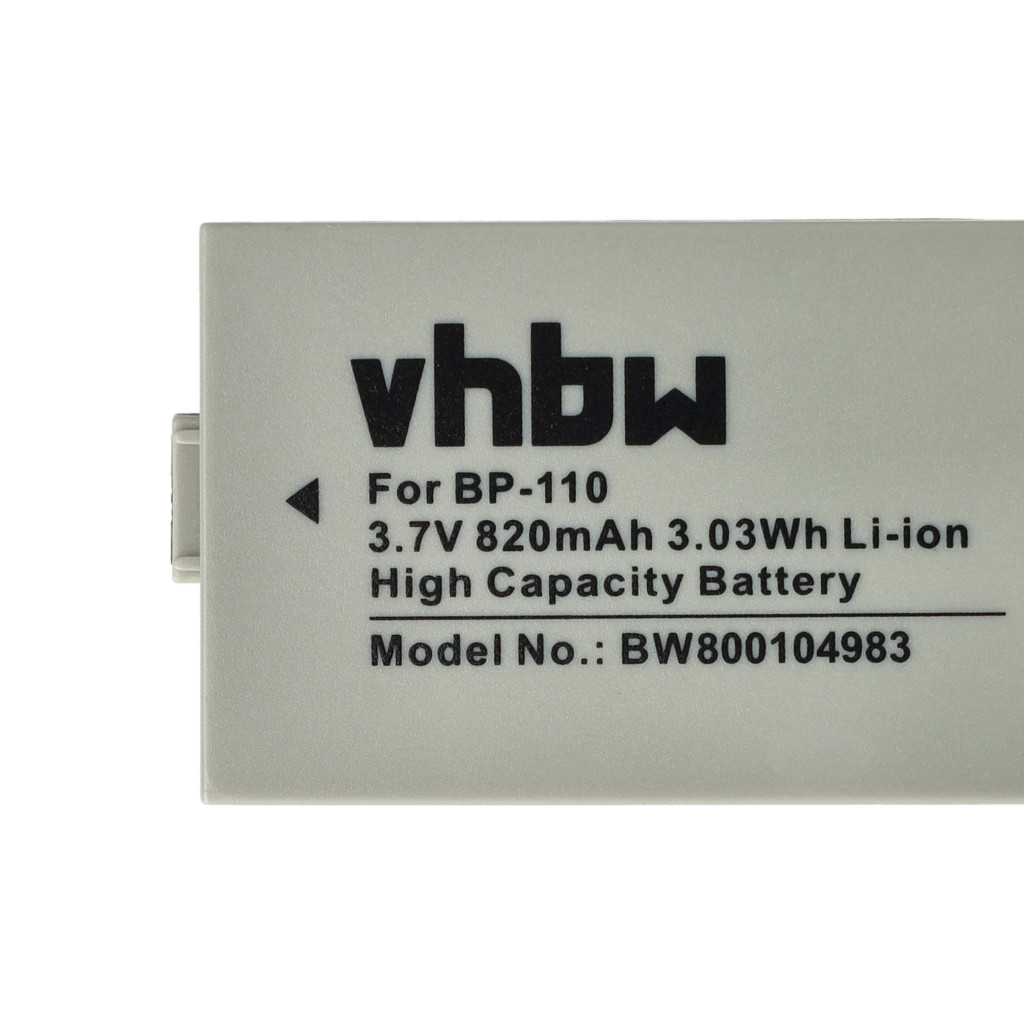 vhbw
For BP-110
3.7V 820mAh 3.03Wh Li-ion
High Capacity Battery
Model No.: BW800104983